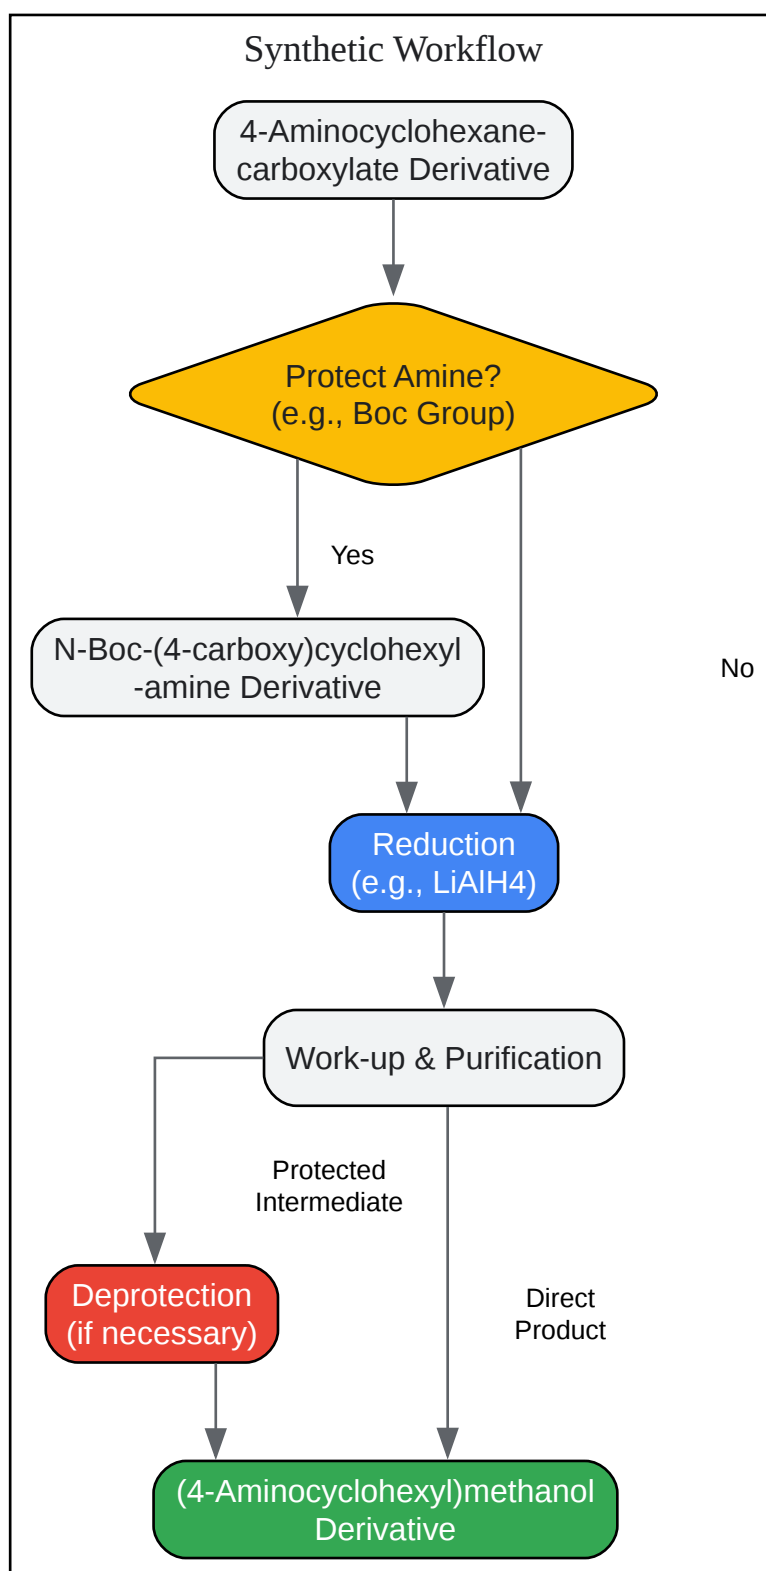 Synthetic Workflow
4-Aminocyclohexane-
carboxylate Derivative
Protect Amine?
(e.g., Boc Group)
Yes
N-Boc-(4-carboxy)cyclohexyl
-amine Derivative
No
Reduction
(e.g., LiAlH4)
Work-up & Purification
Protected
Intermediate
Deprotection
(if necessary)
Direct
Product
(4-Aminocyclohexyl)methanol
Derivative